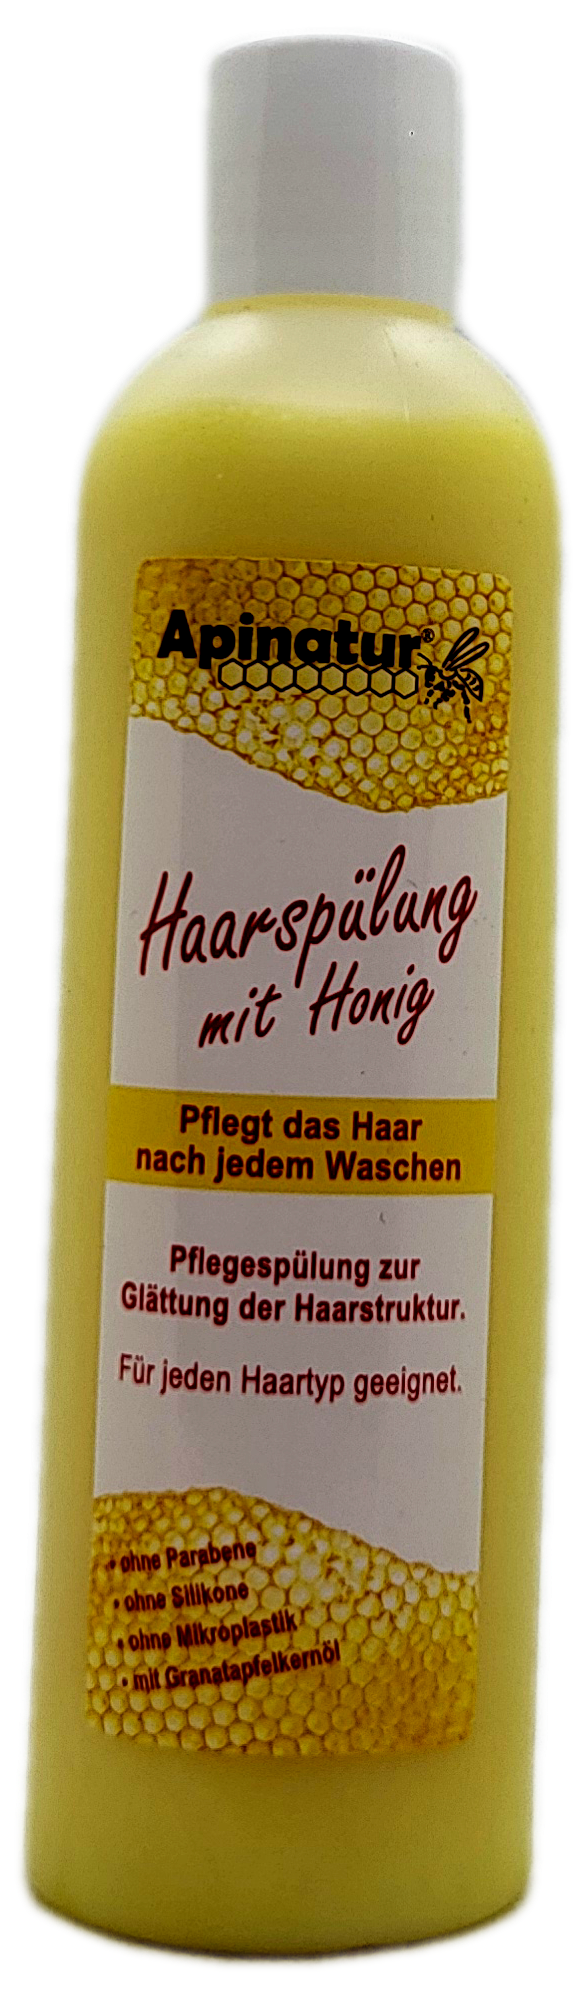 Apinatur®
Haarspülung
mit Honig
Pflegt das Haar
nach jedem Waschen
Pflegespülung zur
Glättung der Haarstruktur.
Für jeden Haartyp geeignet.
• ohne Parabene
• ohne Silikone
• ohne Mikroplastik
• mit Granatapfelkernöl